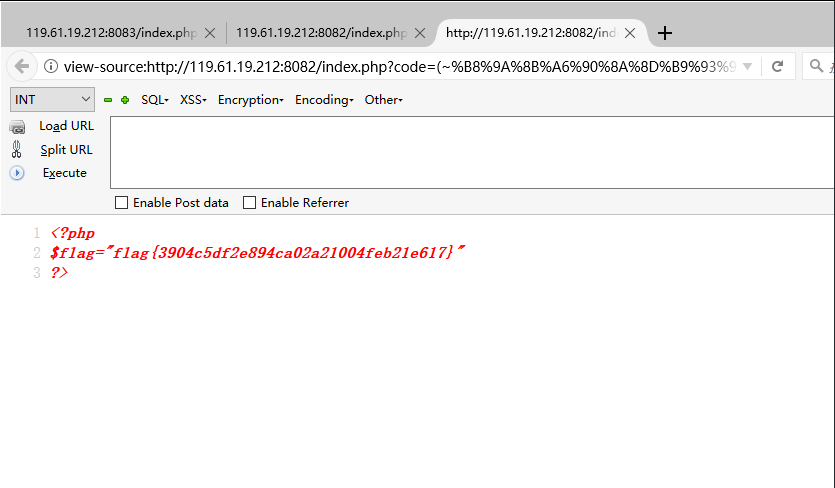 119.61.19.212:8083/index.php
119.61.19.212:8082/index.php
http://119.61.19.212:8082/ind
view-source:http://119.61.19.212:8082/index.php?code=(~%B8%9A%8B%A6%90%8A%8D%B9%93%9
INT
SQL
XSS
Encryption
Encoding
Other
Load URL
Split URL
Execute
Enable Post data
Enable Referrer
1 <?php
2 $flag="flag{3904c5df2e894ca02a21004feb21e617}"
3 ?>